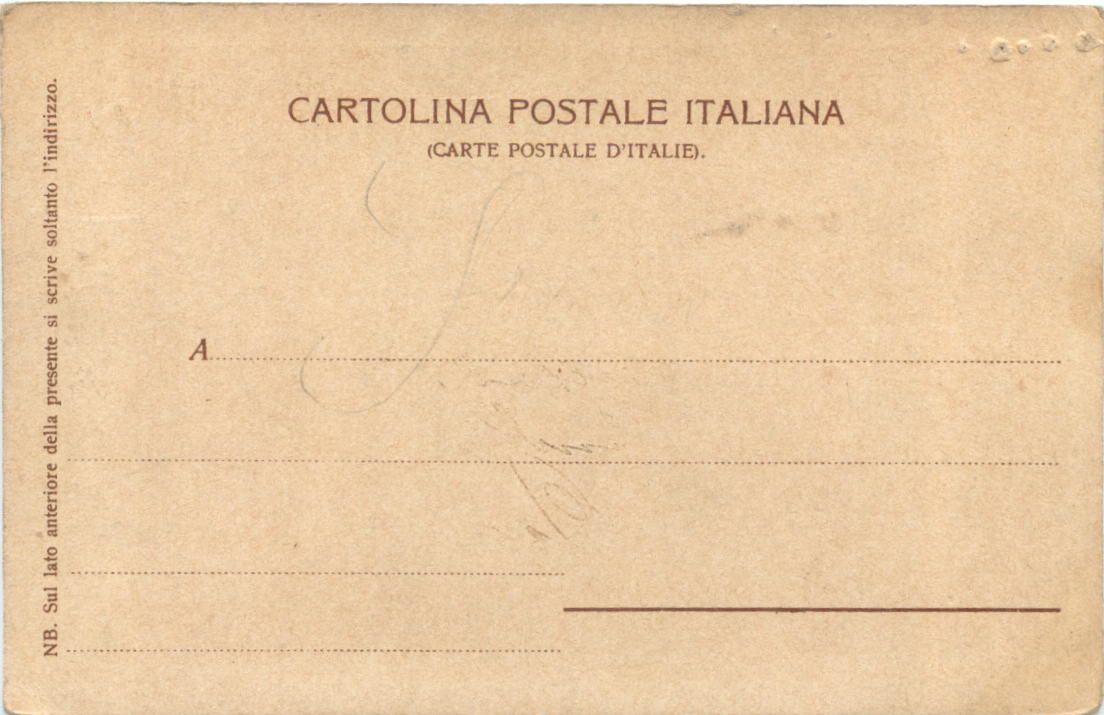 CARTOLINA POSTALE ITALIANA
(CARTE POSTALE D'ITALIE).
A
NB. Sul lato anteriore della presente si scrive soltanto l'indirizzo.